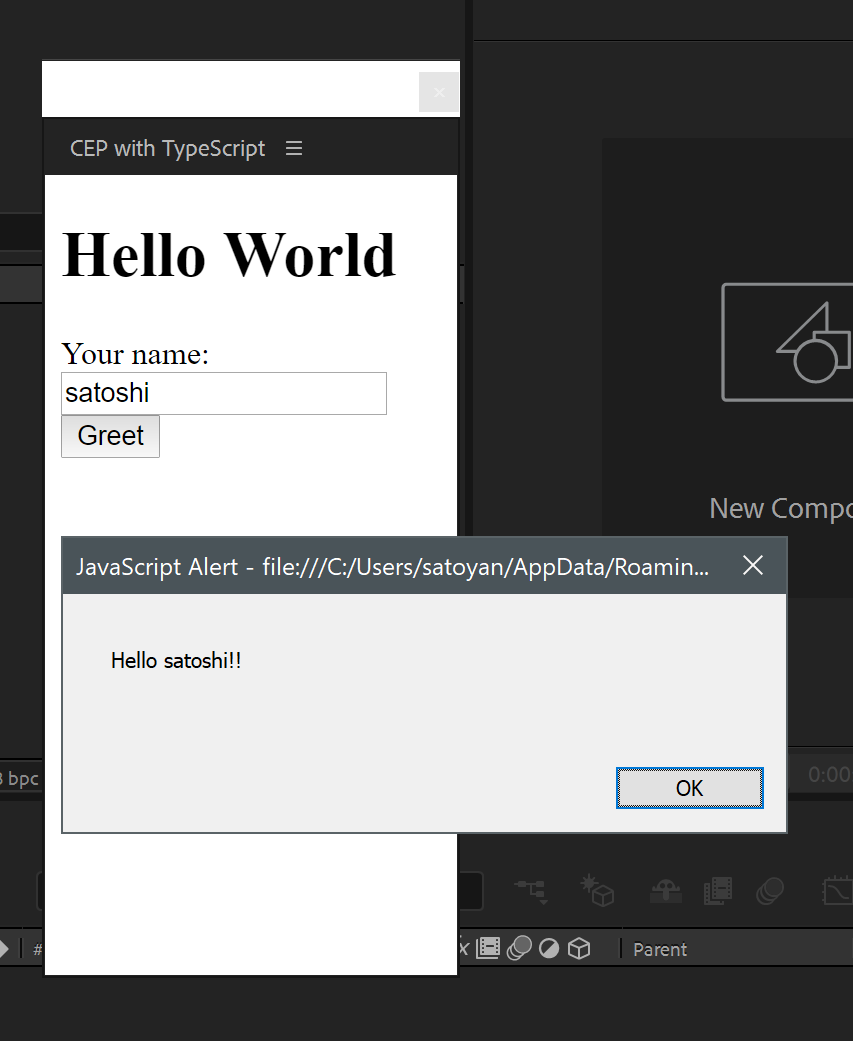 CEP with TypeScript
Hello World
Your name:
satoshi
Greet
New Compo
JavaScript Alert - file:///C:/Users/satoyan/AppData/Roamin...
Hello satoshi!!
OK
bpc
0:00
#
Parent